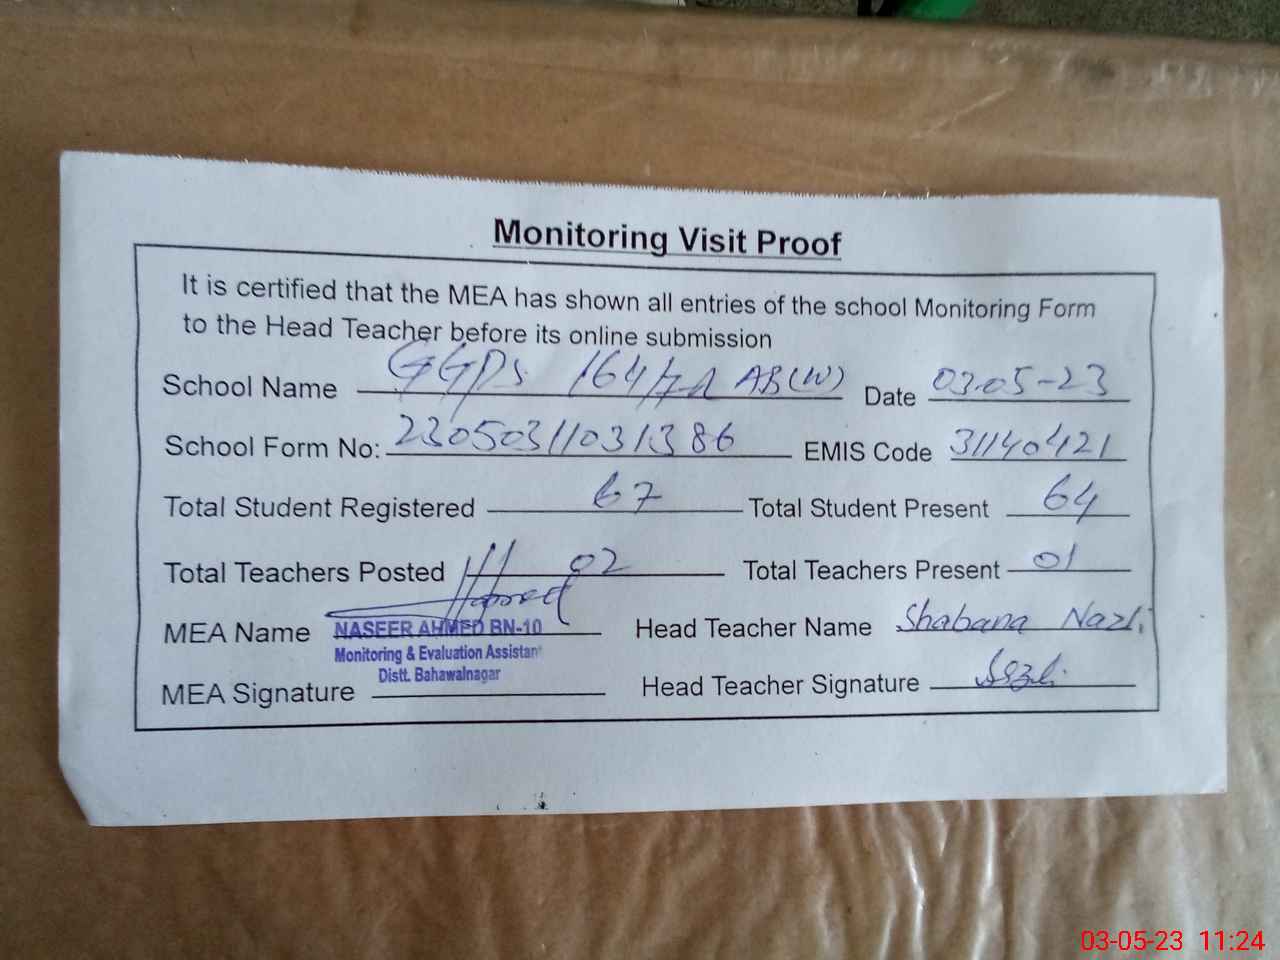 Monitoring Visit Proof
It is certified that the MEA has shown all entries of the school Monitoring Form
to the Head Teacher before its online submission
School Name GGPS 164/7R AB(W) Date 03-05-23
School Form No: 23050311031386 EMIS Code 31140421
Total Student Registered 67 Total Student Present 64
Total Teachers Posted 02 Total Teachers Present 01
MEA Name NASEER AHMED BN-10 Head Teacher Name Shabana Nazli
Monitoring & Evaluation Assistant
Distt. Bahawalnagar
MEA Signature Head Teacher Signature
03-05-23 11:24